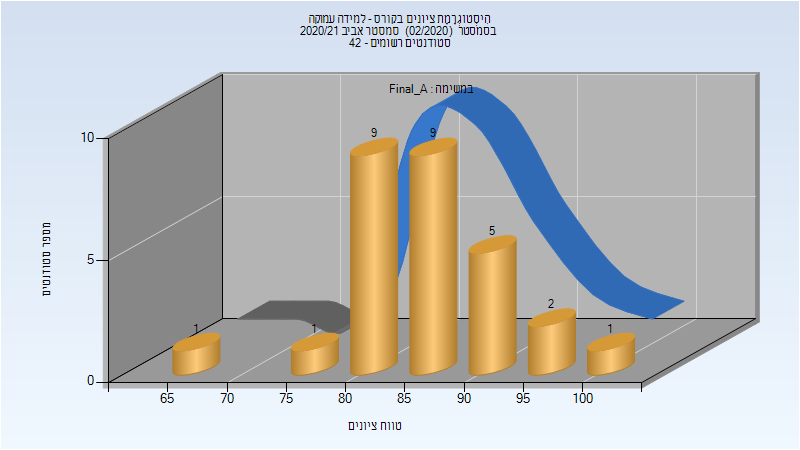 היסטוגרמת ציונים בקורס - למידה עמוקה
בסמסטר (02/2020) סמסטר אביב 2020/21
סטודנטים רשומים - 42
במשימה : Final_A
מספר סטודנטים
10
5
0
1
1
9
9
5
2
1
65 70 75 80 85 90 95 100
טווח ציונים